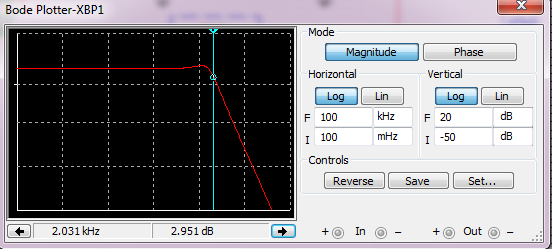 Bode Plotter-XBP1
Mode
Magnitude Phase
Horizontal Vertical
Log Lin Log Lin
F 100 kHz F 20 dB
I 100 mHz I -50 dB
Controls
Reverse Save Set...
2.031 kHz 2.951 dB + In − + Out −